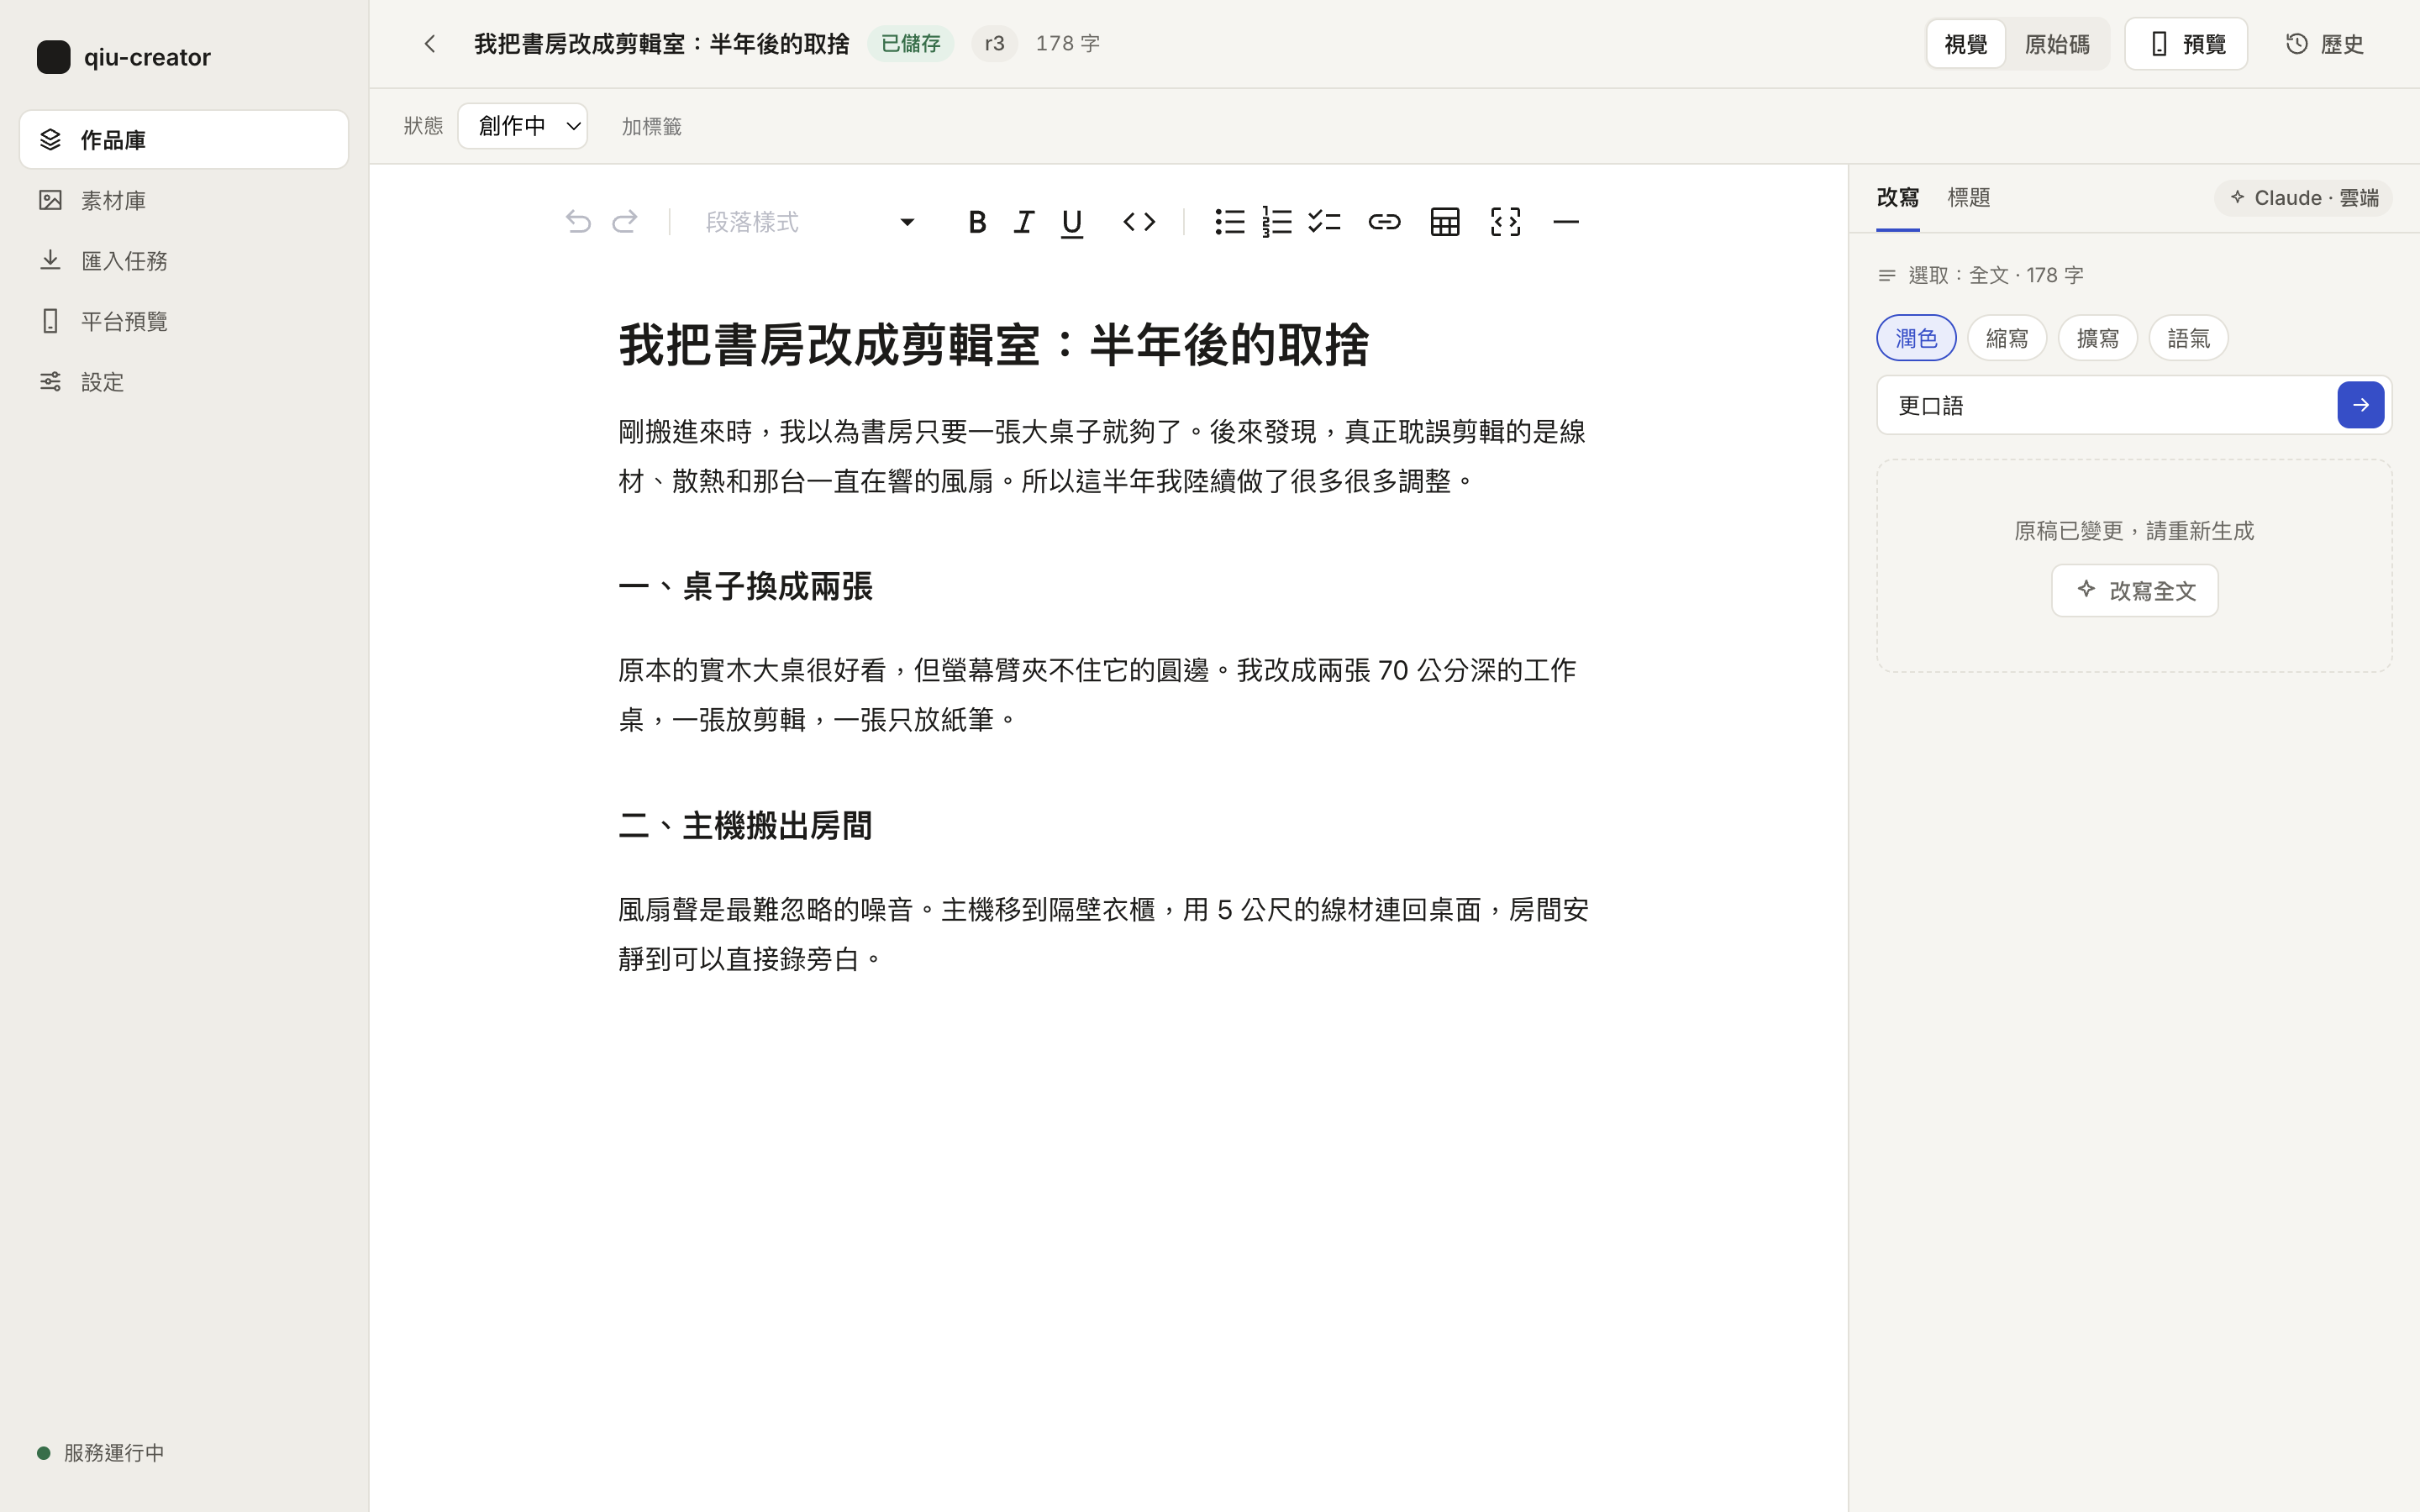 qiu-creator
作品庫
素材庫
匯入任務
平台預覽
設定
服務運行中
我把書房改成剪輯室：半年後的取捨
已儲存
r3
178 字
視覺
原始碼
預覽
歷史
狀態
創作中
加標籤
段落樣式
我把書房改成剪輯室：半年後的取捨
剛搬進來時，我以為書房只要一張大桌子就夠了。後來發現，真正耽誤剪輯的是線
材、散熱和那台一直在響的風扇。所以這半年我陸續做了很多很多調整。
一、桌子換成兩張
原本的實木大桌很好看，但螢幕臂夾不住它的圓邊。我改成兩張 70 公分深的工作
桌，一張放剪輯，一張只放紙筆。
二、主機搬出房間
風扇聲是最難忽略的噪音。主機移到隔壁衣櫃，用 5 公尺的線材連回桌面，房間安
靜到可以直接錄旁白。
改寫
標題
Claude · 雲端
選取：全文 · 178 字
潤色
縮寫
擴寫
語氣
更口語
原稿已變更，請重新生成
改寫全文